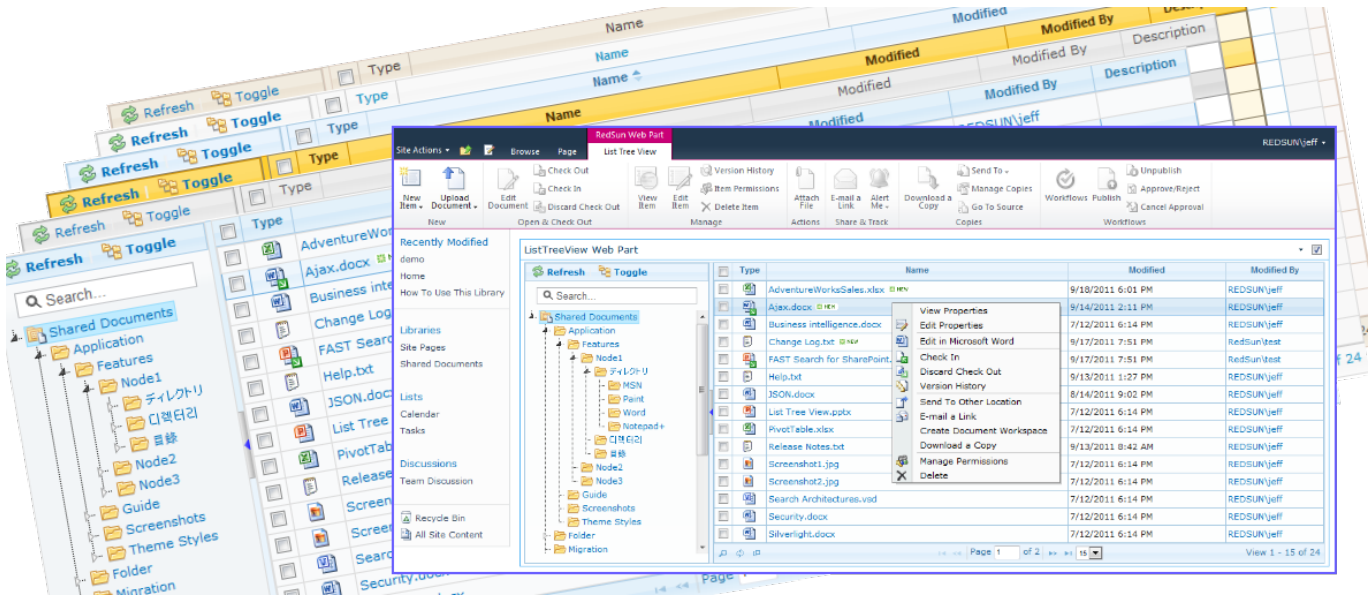 Name
Modified
Modified By
Refresh Toggle Type Name
Refresh Toggle Type Name
Modified
Modified By Description
Refresh Toggle Type Name
Modified
Modified By Description
Refresh Toggle Type
Modified
Refresh Toggle Type
REDSUN\jeff
Refresh Toggle Type
Search...
Shared Documents
Application
Features
Node1
ディレクトリ
디렉터리
目錄
Node2
Node3
Guide
Screenshots
Theme Styles
Folder
Migration
Ajax.docx
Change Log
FAST Sear
Help.txt
JSON.doc
List Tree
PivotTab
Release
Screen
Screen
Sear
Page
f 24
RedSun Web Part
Site Actions Browse Page List Tree View REDSUN\jeff
New Item Upload Document Edit Document Check Out Check In Discard Check Out View Item Edit Item Version History Item Permissions Delete Item Attach File E-mail a Link Alert Me Download a Copy Send To Manage Copies Go To Source Workflows Publish Unpublish Approve/Reject Cancel Approval
New Open & Check Out Manage Actions Share & Track Copies Workflows
Recently Modified
demo
Home
How To Use This Library
Libraries
Site Pages
Shared Documents
Lists
Calendar
Tasks
Discussions
Team Discussion
Recycle Bin
All Site Content
ListTreeView Web Part
Refresh Toggle
Search...
Shared Documents
Application
Features
Node1
ディレクトリ
MSN
Paint
Word
Notepad+
디렉터리
目錄
Node2
Node3
Guide
Screenshots
Theme Styles
Folder
Migration
Type Name Modified Modified By
AdventureWorksSales.xlsx NEW 9/18/2011 6:01 PM REDSUN\jeff
Ajax.docx NEW 9/14/2011 2:11 PM REDSUN\jeff
Business intelligence.docx 7/12/2011 6:14 PM REDSUN\jeff
Change Log.txt NEW 9/17/2011 7:51 PM RedSun\test
FAST Search for SharePoint. 9/17/2011 7:51 PM RedSun\test
Help.txt 9/13/2011 1:27 PM REDSUN\jeff
JSON.docx 8/14/2011 9:02 PM REDSUN\jeff
List Tree View.pptx 7/12/2011 6:14 PM REDSUN\jeff
PivotTable.xlsx 7/12/2011 6:14 PM REDSUN\jeff
Release Notes.txt 9/13/2011 8:42 AM REDSUN\jeff
Screenshot1.jpg 7/12/2011 6:14 PM REDSUN\jeff
Screenshot2.jpg 7/12/2011 6:14 PM REDSUN\jeff
Search Architectures.vsd 7/12/2011 6:14 PM REDSUN\jeff
Security.docx 7/12/2011 6:14 PM REDSUN\jeff
Silverlight.docx 7/12/2011 6:14 PM REDSUN\jeff
Page 1 of 2 15 View 1 - 15 of 24
View Properties
Edit Properties
Edit in Microsoft Word
Check In
Discard Check Out
Version History
Send To Other Location
E-mail a Link
Create Document Workspace
Download a Copy
Manage Permissions
Delete